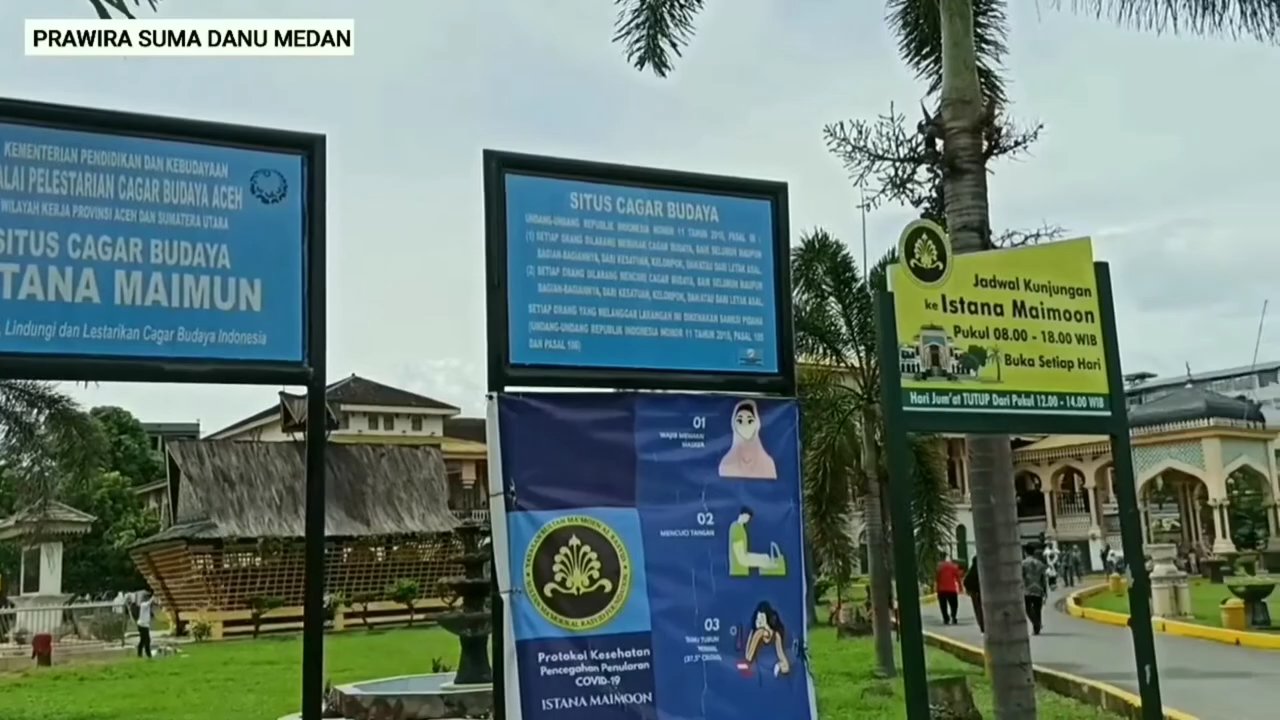 PRAWIRA SUMA DANU MEDAN
KEMENTERIAN PENDIDIKAN DAN KEBUDAYAAN
ALAI PELESTARIAN CAGAR BUDAYA ACEH
WILAYAH KERJA PROVINSI ACEH DAN SUMATERA UTARA
SITUS CAGAR BUDAYA
TANA MAIMUN
, Lindungi dan Lestarikan Cagar Budaya Indonesia
SITUS CAGAR BUDAYA
UNDANG-UNDANG REPUBLIK INDONESIA NOMOR 11 TAHUN 2010, PASAL 66 :
(1) SETIAP ORANG DILARANG MERUSAK CAGAR BUDAYA, BAIK SELURUH MAUPUN
BAGIAN-BAGIANNYA, DARI KESATUAN, KELOMPOK, DAN/ATAU DARI LETAK ASAL.
(2) SETIAP ORANG DILARANG MENCURI CAGAR BUDAYA, BAIK SELURUH MAUPUN
BAGIAN-BAGIANNYA, DARI KESATUAN, KELOMPOK, DAN/ATAU DARI LETAK ASAL.
SETIAP ORANG YANG MELANGGAR LARANGAN INI DIKENAKAN SANKSI PIDANA
(UNDANG-UNDANG REPUBLIK INDONESIA NOMOR 11 TAHUN 2010, PASAL 105
DAN PASAL 106)
Jadwal Kunjungan
ke Istana Maimoon
Pukul 08.00 - 18.00 WIB
Buka Setiap Hari
Hari Jum'at TUTUP Dari Pukul 12.00 - 14.00 WIB
01
WAJIB MEMAKAI
MASKER
02
MENCUCI TANGAN
03
SUHU TUBUH
NORMAL
(37,5° CELCIUS)
Protokol Kesehatan
Pencegahan Penularan
COVID-19
ISTANA MAIMOON